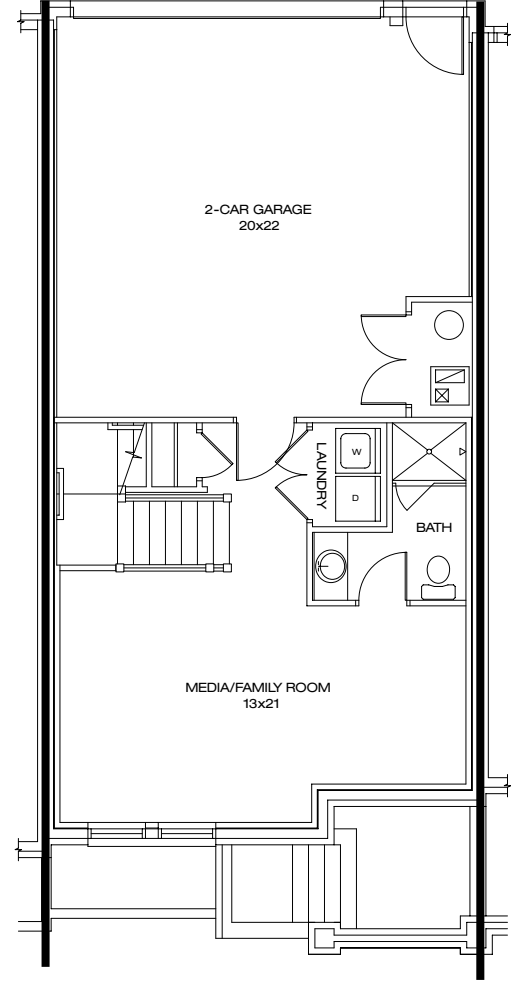 2-CAR GARAGE
20x22
LAUNDRY
W
D
BATH
MEDIA/FAMILY ROOM
13x21